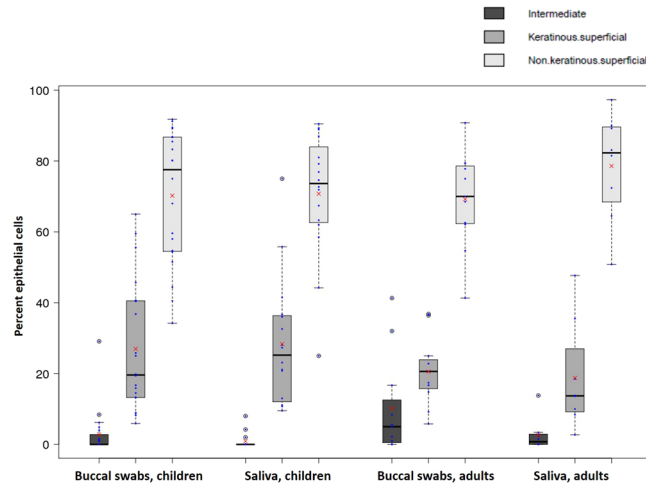 Intermediate
Keratinous.superficial
Non.keratinous.superficial
Percent epithelial cells
100
80
60
40
20
0
Buccal swabs, children
Saliva, children
Buccal swabs, adults
Saliva, adults